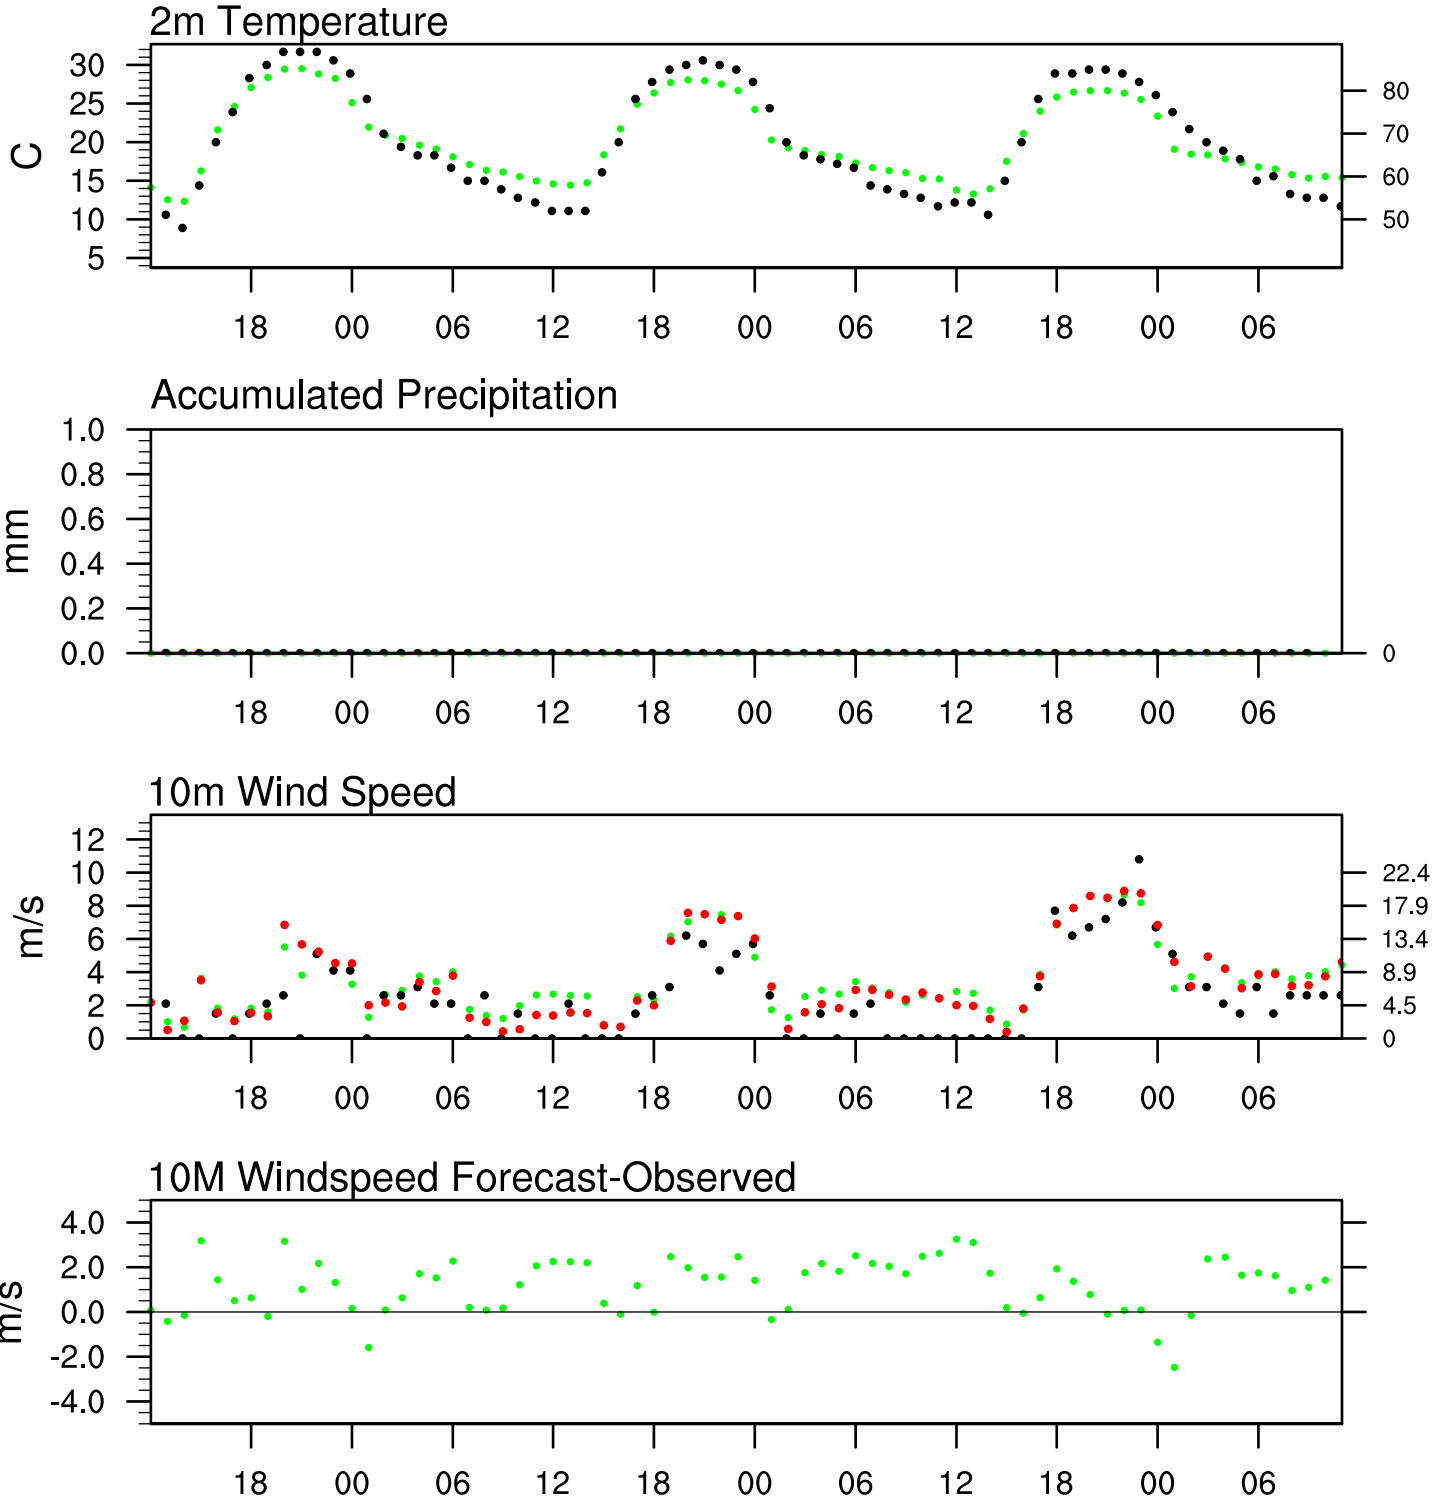 2m Temperature
30
25
20
15
10
5
C
80
70
60
50
18 00 06 12 18 00 06 12 18 00 06
Accumulated Precipitation
1.0
0.8
0.6
0.4
0.2
0.0
mm
0
18 00 06 12 18 00 06 12 18 00 06
10m Wind Speed
12
10
8
6
4
2
0
m/s
22.4
17.9
13.4
8.9
4.5
0
18 00 06 12 18 00 06 12 18 00 06
10M Windspeed Forecast-Observed
4.0
2.0
0.0
-2.0
-4.0
m/s
18 00 06 12 18 00 06 12 18 00 06